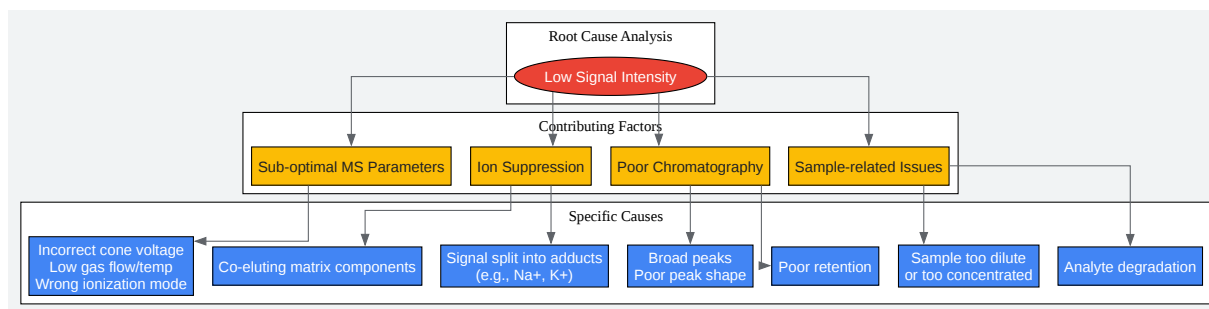 Root Cause Analysis
Low Signal Intensity
Contributing Factors
Sub-optimal MS Parameters
Ion Suppression
Poor Chromatography
Sample-related Issues
Specific Causes
Incorrect cone voltage
Low gas flow/temp
Wrong ionization mode
Co-eluting matrix components
Signal split into adducts
(e.g., Na+, K+)
Broad peaks
Poor peak shape
Poor retention
Sample too dilute
or too concentrated
Analyte degradation